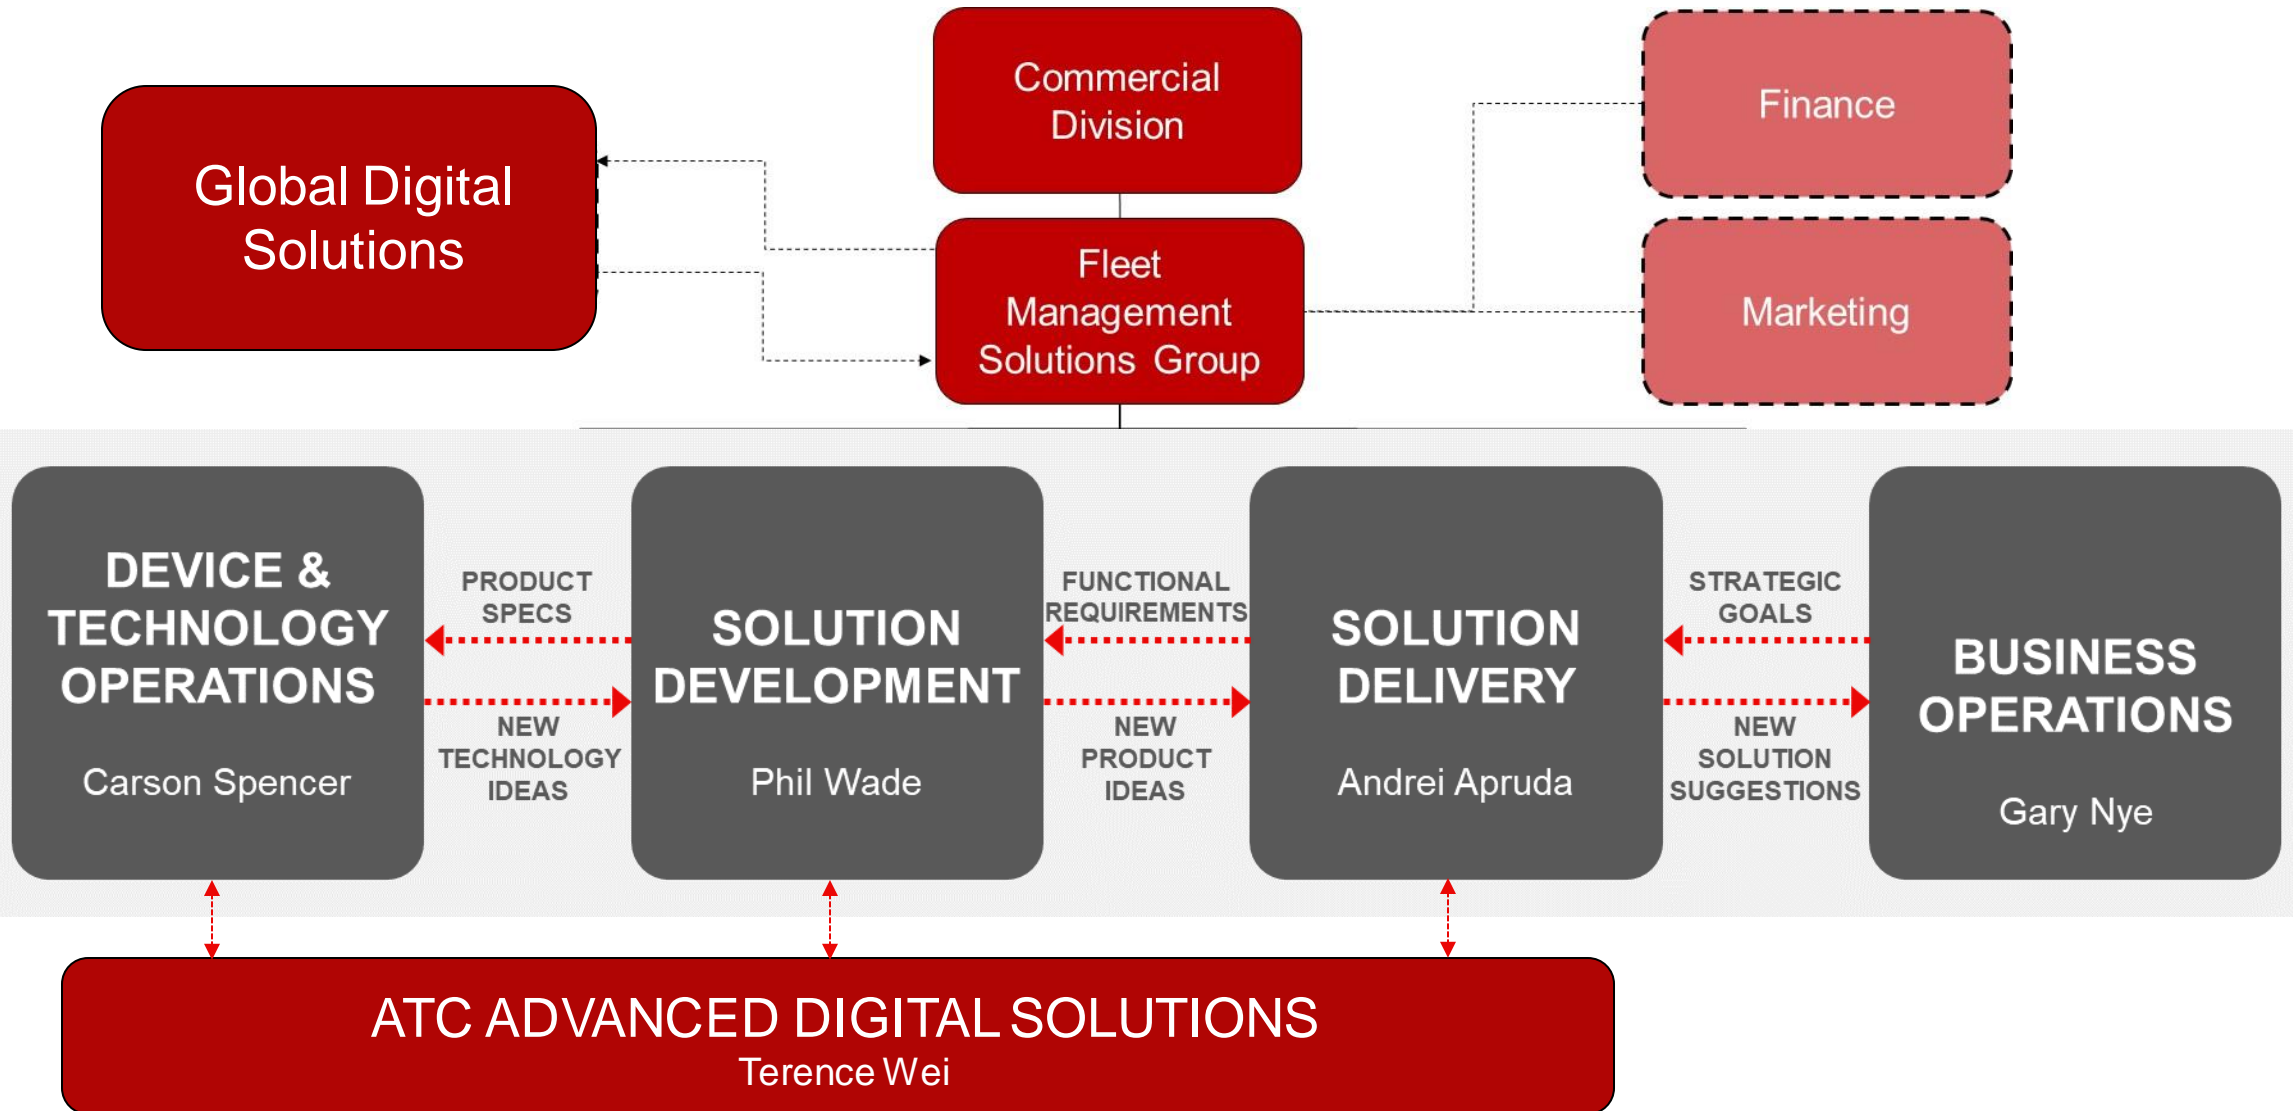 Commercial
Division
Finance
Global Digital
Solutions
Fleet
Management
Solutions Group
Marketing
DEVICE &
TECHNOLOGY
OPERATIONS
Carson Spencer
PRODUCT
SPECS
NEW
TECHNOLOGY
IDEAS
SOLUTION
DEVELOPMENT
Phil Wade
FUNCTIONAL
REQUIREMENTS
NEW
PRODUCT
IDEAS
SOLUTION
DELIVERY
Andrei Apruda
STRATEGIC
GOALS
NEW
SOLUTION
SUGGESTIONS
BUSINESS
OPERATIONS
Gary Nye
ATC ADVANCED DIGITAL SOLUTIONS
Terence Wei